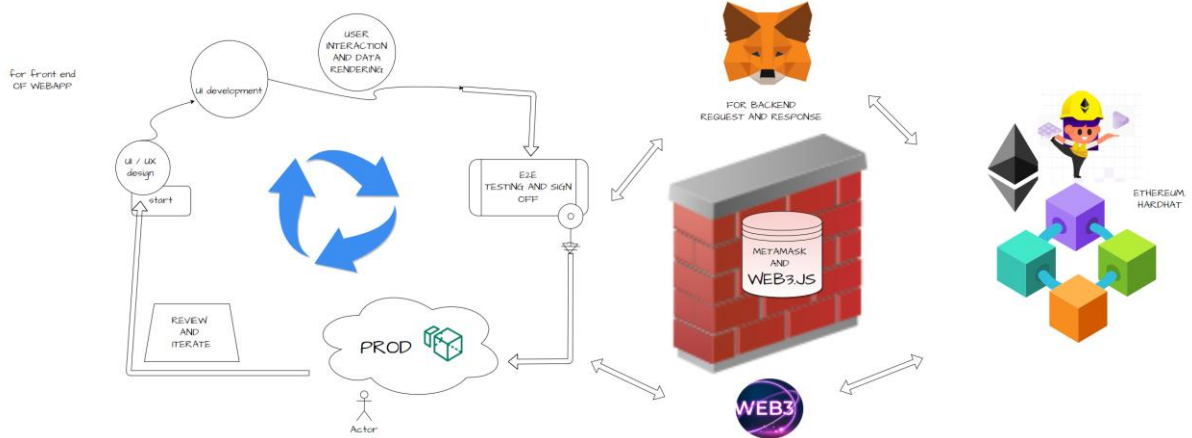 for front end
OF WEBAPP
USER
INTERACTION
AND DATA
RENDERING
UI development
UI / UX
design
start
E2E
TESTING AND SIGN
OFF
REVIEW
AND
ITERATE
PROD
Actor
FOR BACKEND
REQUEST AND RESPONSE
METAMASK
AND
WEB3.JS
WEB3
ETHEREUM,
HARDHAT